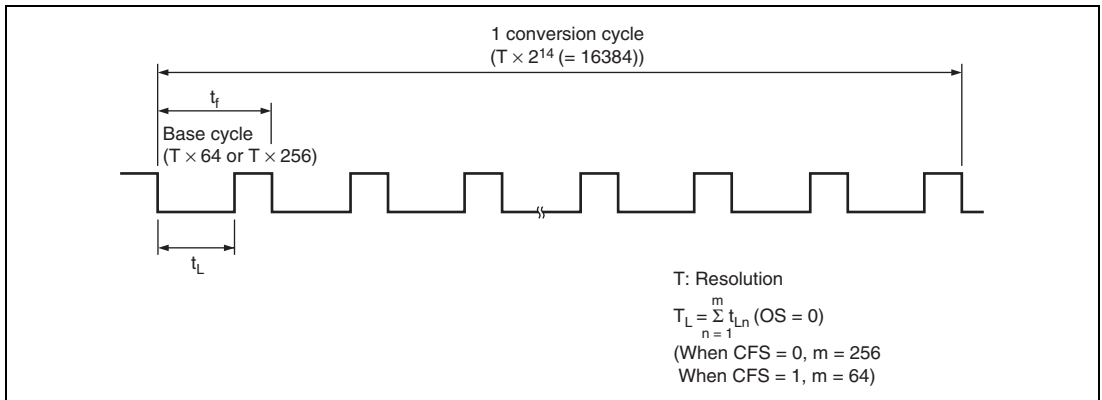 1 conversion cycle
(T × 2¹⁴ (= 16384))
t_f
Base cycle
(T × 64 or T × 256)
t_L
T: Resolution
m
T_L = Σ t_Ln (OS = 0)
n = 1
(When CFS = 0, m = 256
When CFS = 1, m = 64)